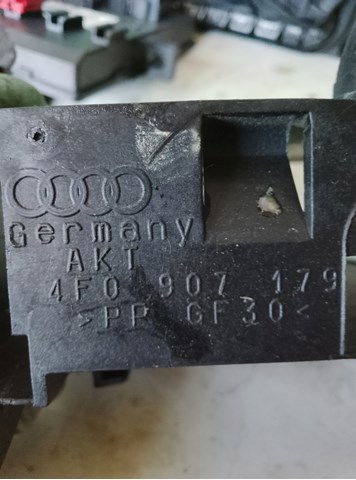 Germany
AKT
4F0 907 179
>PP GF30<